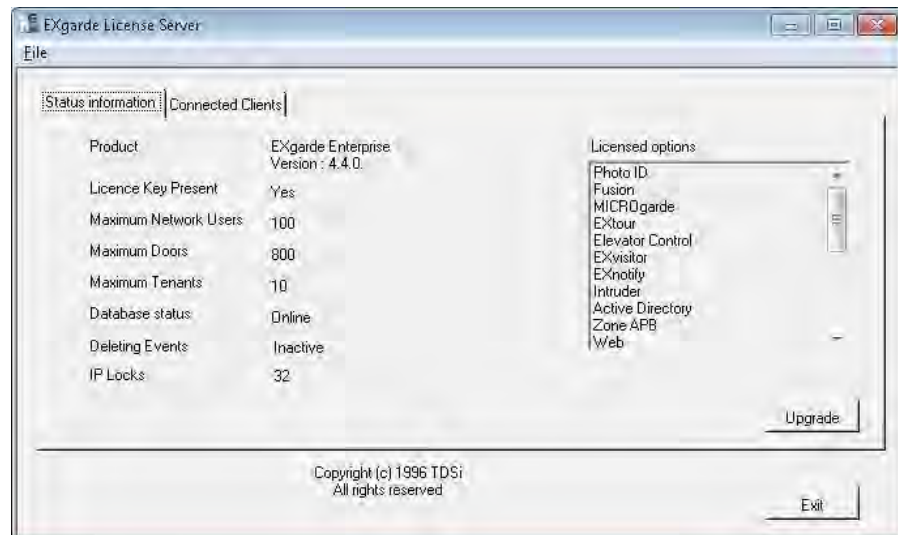 EXgarde License Server
File
Status information
Connected Clients
Product
EXgarde Enterprise
Version : 4.4.0.
Licence Key Present
Yes
Maximum Network Users
100
Maximum Doors
800
Maximum Tenants
10
Database status
Online
Deleting Events
Inactive
IP Locks
32
Licensed options
Photo ID
Fusion
MICROgarde
EXtour
Elevator Control
EXvisitor
EXnotify
Intruder
Active Directory
Zone APB
Web
Upgrade
Copyright (c) 1996 TDSi
All rights reserved
Exit